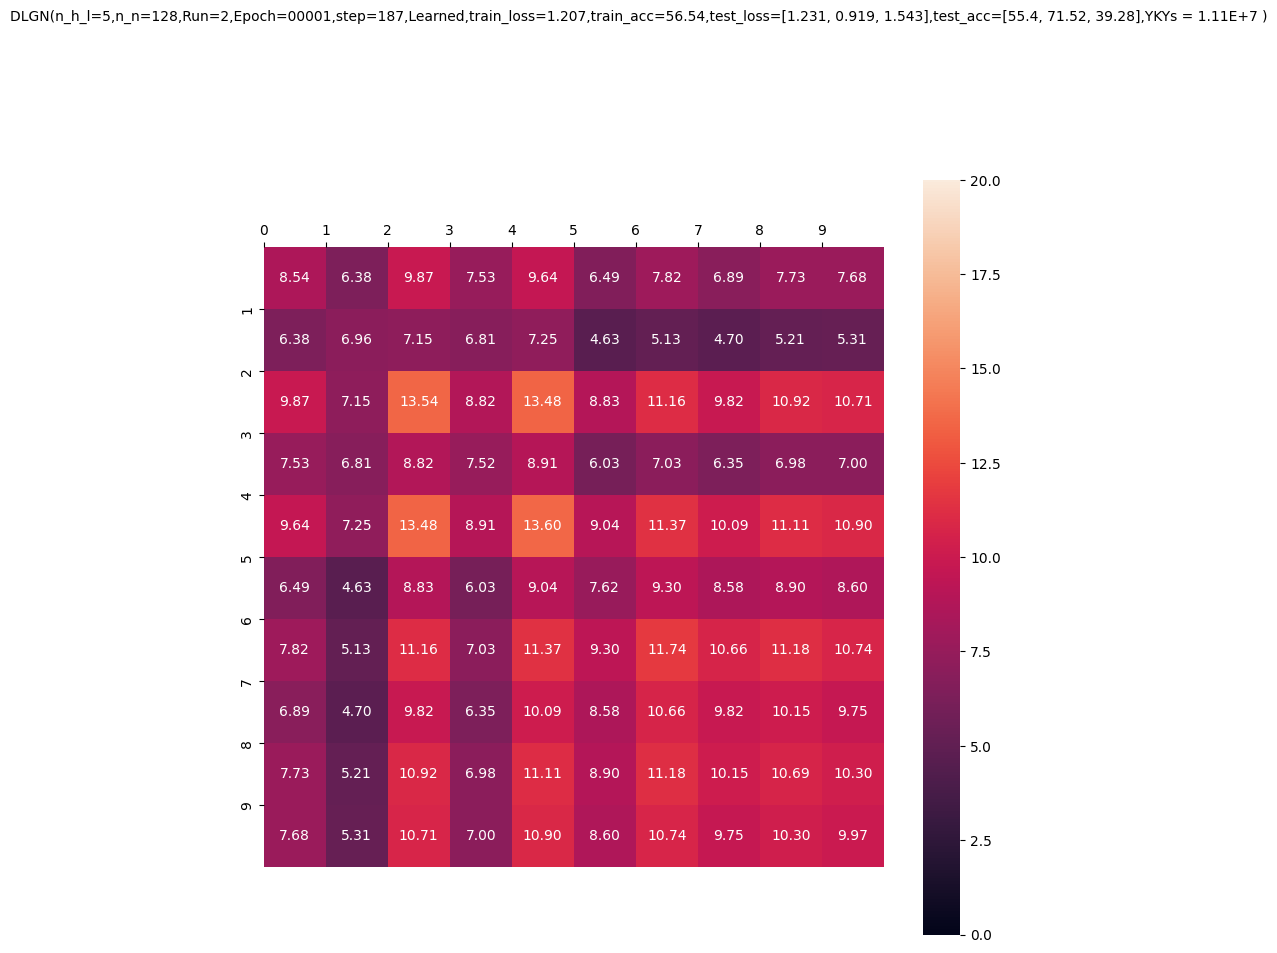 DLGN(n_h_l=5,n_n=128,Run=2,Epoch=00001,step=187,Learned,train_loss=1.207,train_acc=56.54,test_loss=[1.231, 0.919, 1.543],test_acc=[55.4, 71.52, 39.28],YKYs = 1.11E+7 )
0 1 2 3 4 5 6 7 8 9
8.54 6.38 9.87 7.53 9.64 6.49 7.82 6.89 7.73 7.68
1
6.38 6.96 7.15 6.81 7.25 4.63 5.13 4.70 5.21 5.31
2
9.87 7.15 13.54 8.82 13.48 8.83 11.16 9.82 10.92 10.71
3
7.53 6.81 8.82 7.52 8.91 6.03 7.03 6.35 6.98 7.00
4
9.64 7.25 13.48 8.91 13.60 9.04 11.37 10.09 11.11 10.90
5
6.49 4.63 8.83 6.03 9.04 7.62 9.30 8.58 8.90 8.60
6
7.82 5.13 11.16 7.03 11.37 9.30 11.74 10.66 11.18 10.74
7
6.89 4.70 9.82 6.35 10.09 8.58 10.66 9.82 10.15 9.75
8
7.73 5.21 10.92 6.98 11.11 8.90 11.18 10.15 10.69 10.30
9
7.68 5.31 10.71 7.00 10.90 8.60 10.74 9.75 10.30 9.97
20.0
17.5
15.0
12.5
10.0
7.5
5.0
2.5
0.0